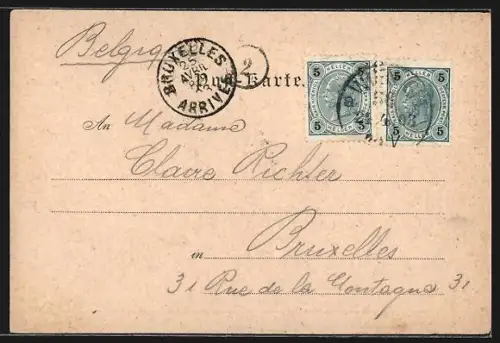 Belgique
BRUXELLES
25
AVRIL
ARRIVEE
2
Post-Karte.
5 HELLER 5
5 HELLER 5
An Madame
Claire Richter
in Bruxelles
31 Rue de la Montagne 31